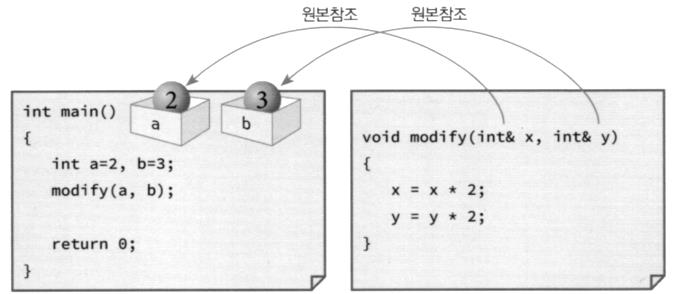 원본참조 원본참조
2 3
a b
int main()
{
int a=2, b=3;
modify(a, b);
return 0;
}
void modify(int& x, int& y)
{
x = x * 2;
y = y * 2;
}